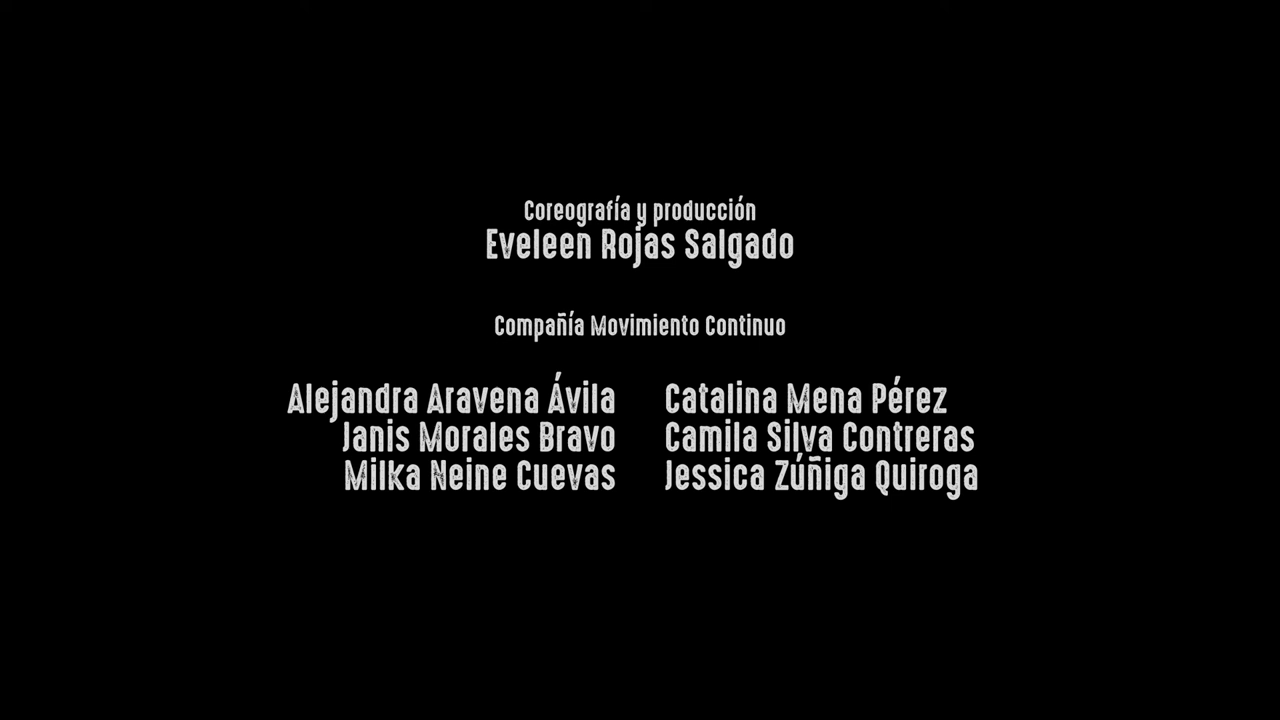 Coreografía y producción
Eveleen Rojas Salgado
Compañía Movimiento Continuo
Alejandra Aravena Ávila
Catalina Mena Pérez
Janis Morales Bravo
Camila Silva Contreras
Milka Neine Cuevas
Jessica Zúñiga Quiroga